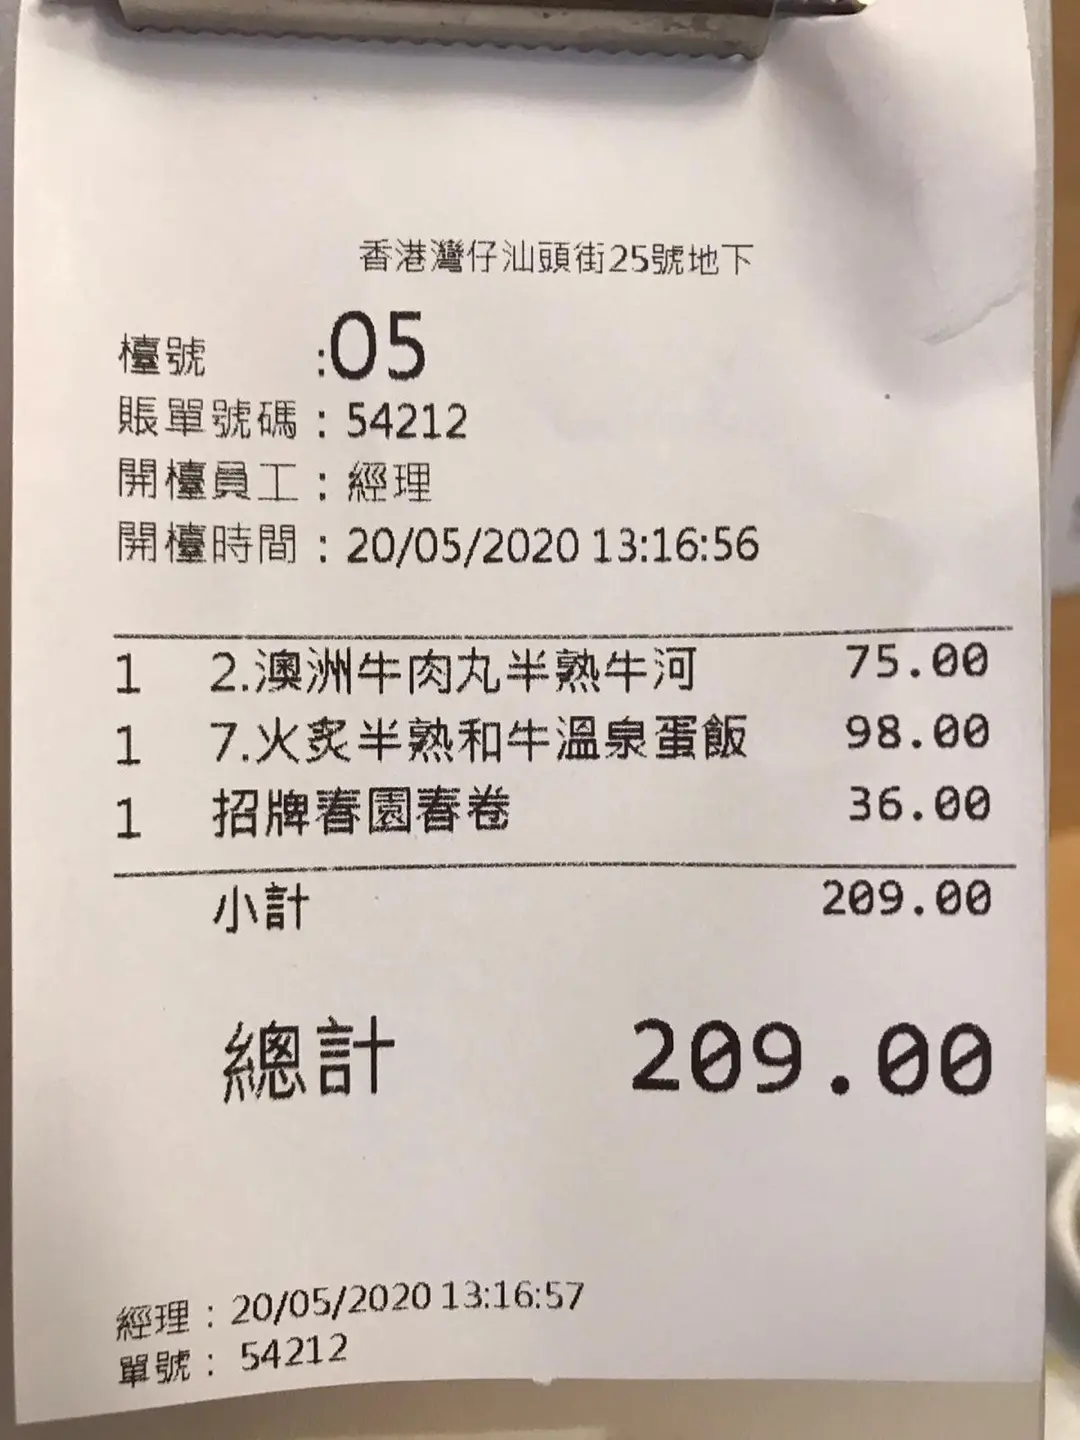 香港灣仔汕頭街25號地下
檯號 :05
賬單號碼：54212
開檯員工：經理
開檯時間：20/05/2020 13:16:56
1 2.澳洲牛肉丸半熟牛河 75.00
1 7.火炙半熟和牛溫泉蛋飯 98.00
1 招牌春園春卷 36.00
小計 209.00
總計 209.00
經理：20/05/2020 13:16:57
單號：54212